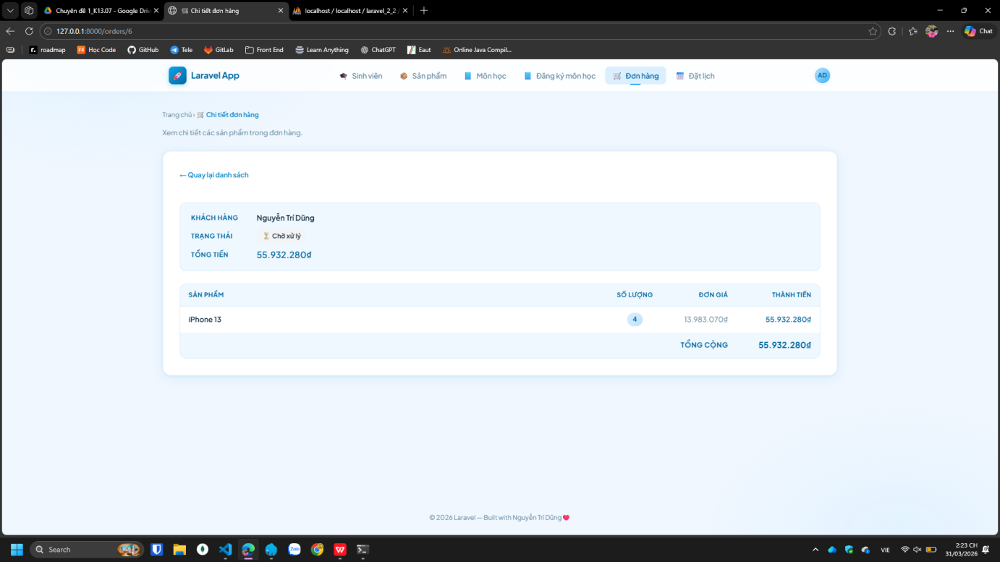 Chuyên đề 1_K13.07 - Google Driv
Chi tiết đơn hàng
localhost / localhost / laravel_2_2 /
127.0.0.1:8000/orders/6
Chat
roadmap
F8 Học Code
GitHub
Tele
GitLab
Front End
Learn Anything
ChatGPT
Eaut
Online Java Compil...
Laravel App
Sinh viên
Sản phẩm
Môn học
Đăng ký môn học
Đơn hàng
Đặt lịch
AD
Trang chủ › Chi tiết đơn hàng
Xem chi tiết các sản phẩm trong đơn hàng.
← Quay lại danh sách
KHÁCH HÀNG Nguyễn Trí Dũng
TRẠNG THÁI Chờ xử lý
TỔNG TIỀN 55.932.280₫
SẢN PHẨM SỐ LƯỢNG ĐƠN GIÁ THÀNH TIỀN
iPhone 13 4 13.983.070₫ 55.932.280₫
TỔNG CỘNG 55.932.280₫
© 2026 Laravel — Built with Nguyễn Trí Dũng
Search
Zalo
VIE
2:23 CH
31/03/2026